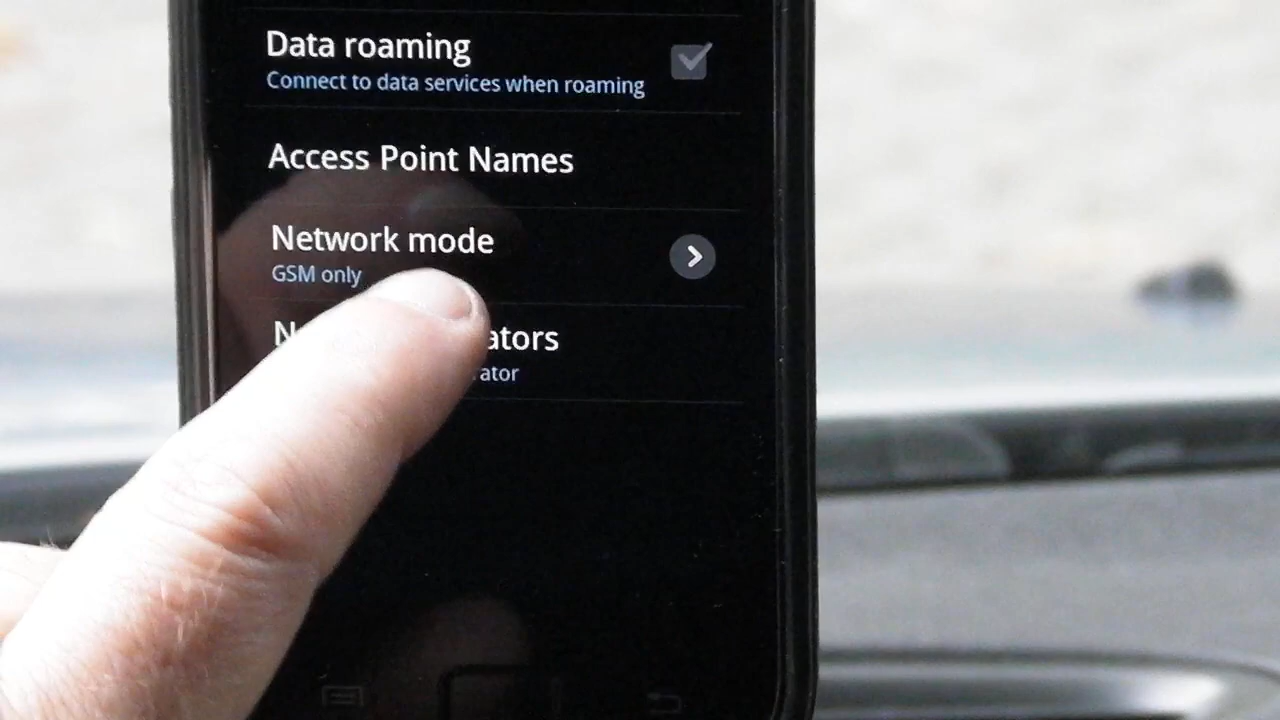 Data roaming
Connect to data services when roaming
Access Point Names
Network mode
GSM only